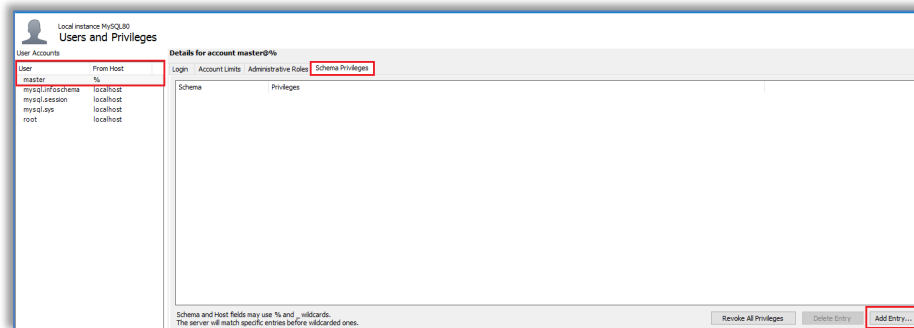 Local instance MySQL80
Users and Privileges
User Accounts
User From Host
master %
mysql.infoschema localhost
mysql.session localhost
mysql.sys localhost
root localhost
Details for account master@%
Login Account Limits Administrative Roles Schema Privileges
Schema Privileges
Schema and Host fields may use % and _ wildcards.
The server will match specific entries before wildcarded ones.
Revoke All Privileges Delete Entry Add Entry...